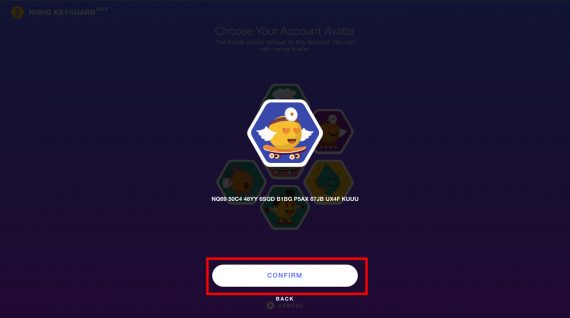 NIMIQ KEYGUARD BETA
Choose Your Account Avatar
The Avatar will be 'unique' to this Account. You can
not change it later.
NQ69 50C4 48YY 6SQD B1BG P5AX 67JB UX4F KUUU
CONFIRM
BACK
CANCEL